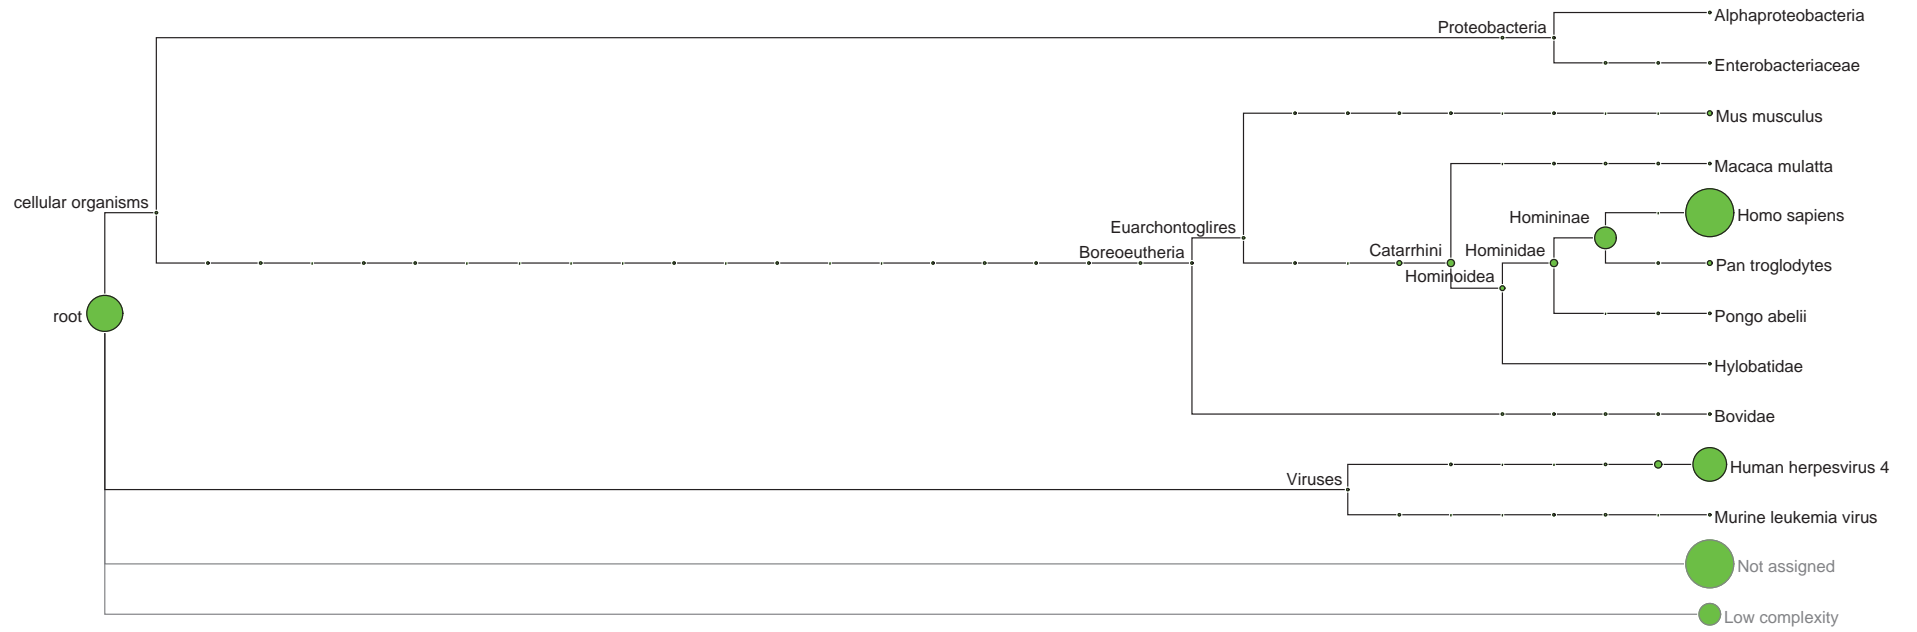 Proteobacteria
Alphaproteobacteria
Enterobacteriaceae
Mus musculus
Macaca mulatta
cellular organisms
Homininae
Homo sapiens
Euarchontoglires
Boreoeutheria
Catarrhini
Hominidae
Pan troglodytes
Hominoidea
root
Pongo abelii
Hylobatidae
Bovidae
Human herpesvirus 4
Viruses
Murine leukemia virus
Not assigned
Low complexity